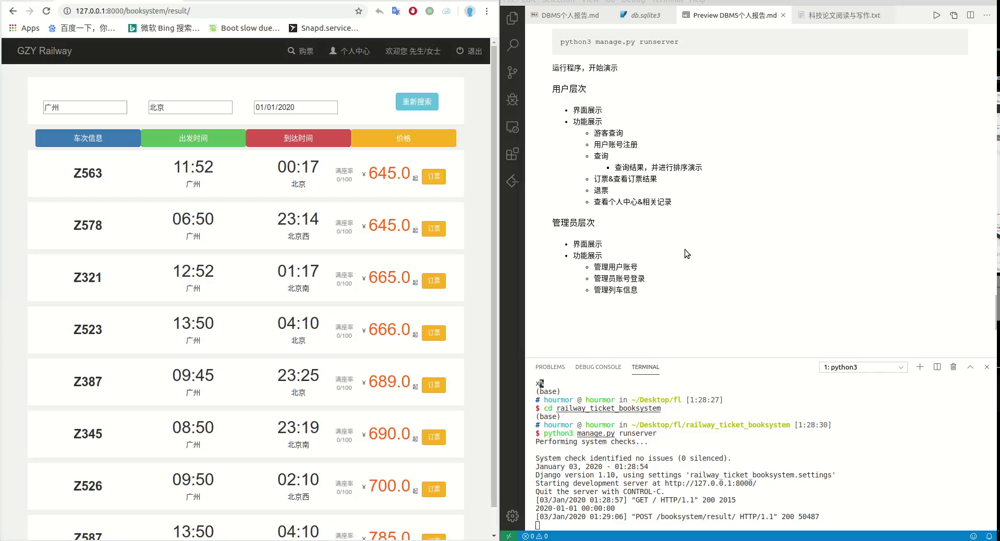 127.0.0.1:8000/booksystem/result/
Apps 百度一下，你... 微软 Bing 搜索... Boot slow due... Snapd.service...
GZY Railway 购票 个人中心 欢迎您 先生/女士 退出
广州 北京 01/01/2020 重新搜索
车次信息 出发时间 到达时间 价格
Z563 11:52 广州 00:17 北京 满座率 0/100 ¥ 645.0 起 订票
Z578 06:50 广州 23:14 北京西 满座率 0/100 ¥ 645.0 起 订票
Z321 12:52 广州 01:17 北京南 满座率 0/100 ¥ 665.0 起 订票
Z523 13:50 广州 04:10 北京 满座率 0/100 ¥ 666.0 起 订票
Z387 09:45 广州 23:25 北京 满座率 0/100 ¥ 689.0 起 订票
Z345 08:50 广州 23:19 北京南 满座率 0/100 ¥ 690.0 起 订票
Z526 09:50 广州 02:10 北京西 满座率 0/100 ¥ 700.0 起 订票
Z587 13:50 04:10 满座率 ¥ 785.0 起 订票
File Edit Selection View Go Debug Terminal Help
DBMS个人报告.md db.sqlite3 Preview DBMS个人报告.md 科技论文阅读与写作.txt
python3 manage.py runserver
运行程序，开始演示
用户层次
• 界面展示
• 功能展示
◦ 游客查询
◦ 用户账号注册
◦ 查询
▪ 查询结果，并进行排序演示
◦ 订票&查看订票结果
◦ 退票
◦ 查看个人中心&相关记录
管理员层次
• 界面展示
• 功能展示
◦ 管理用户账号
◦ 管理员账号登录
◦ 管理列车信息
PROBLEMS DEBUG CONSOLE TERMINAL 1: python3
x%
(base)
# hourmor @ hourmor in ~/Desktop/fl [1:28:27]
$ cd railway_ticket_booksystem
(base)
# hourmor @ hourmor in ~/Desktop/fl/railway_ticket_booksystem [1:28:30]
$ python3 manage.py runserver
Performing system checks...
System check identified no issues (0 silenced).
January 03, 2020 - 01:28:54
Django version 1.10, using settings 'railway_ticket_booksystem.settings'
Starting development server at http://127.0.0.1:8000/
Quit the server with CONTROL-C.
[03/Jan/2020 01:28:57] "GET / HTTP/1.1" 200 2015
2020-01-01 00:00:00
[03/Jan/2020 01:29:06] "POST /booksystem/result/ HTTP/1.1" 200 50487
0 0